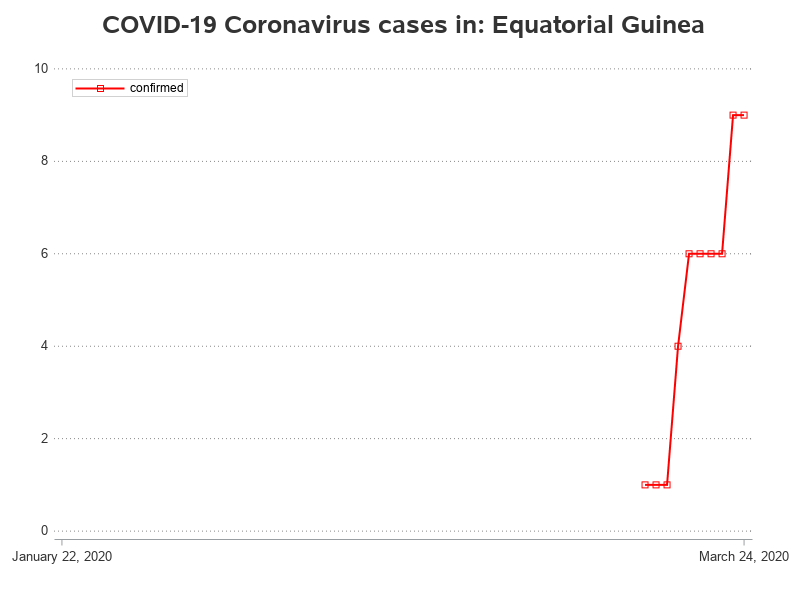 COVID-19 Coronavirus cases in: Equatorial Guinea
10
confirmed
8
6
4
2
0
January 22, 2020
March 24, 2020